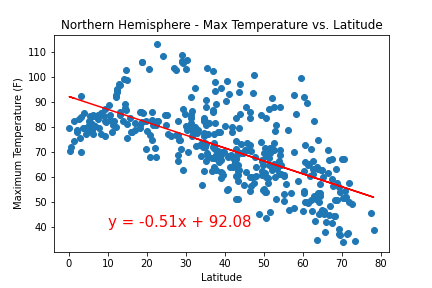 Northern Hemisphere - Max Temperature vs. Latitude
Maximum Temperature (F)
110
100
90
80
70
60
50
40
y = -0.51x + 92.08
0 10 20 30 40 50 60 70 80
Latitude